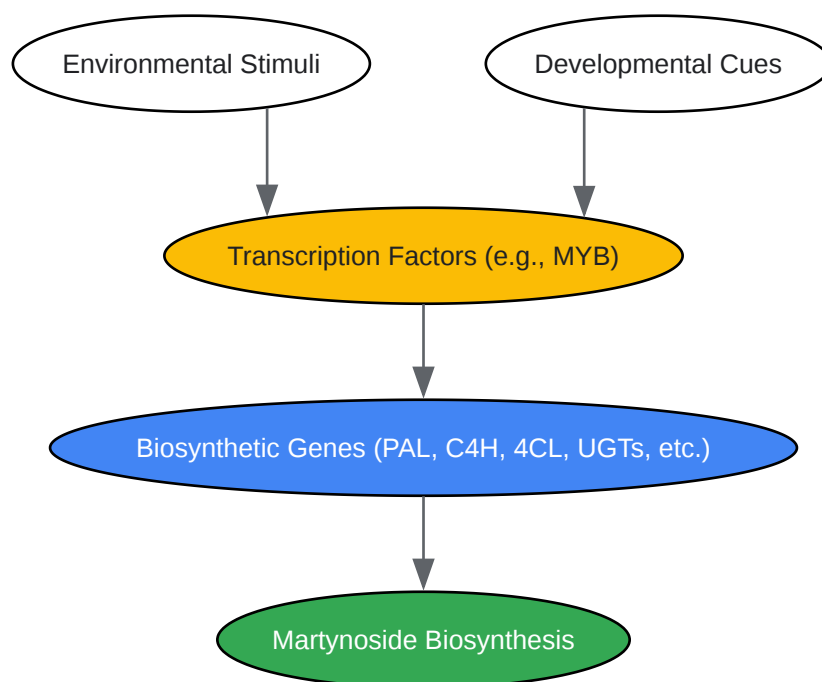 Environmental Stimuli
Developmental Cues
Transcription Factors (e.g., MYB)
Biosynthetic Genes (PAL, C4H, 4CL, UGTs, etc.)
Martynoside Biosynthesis